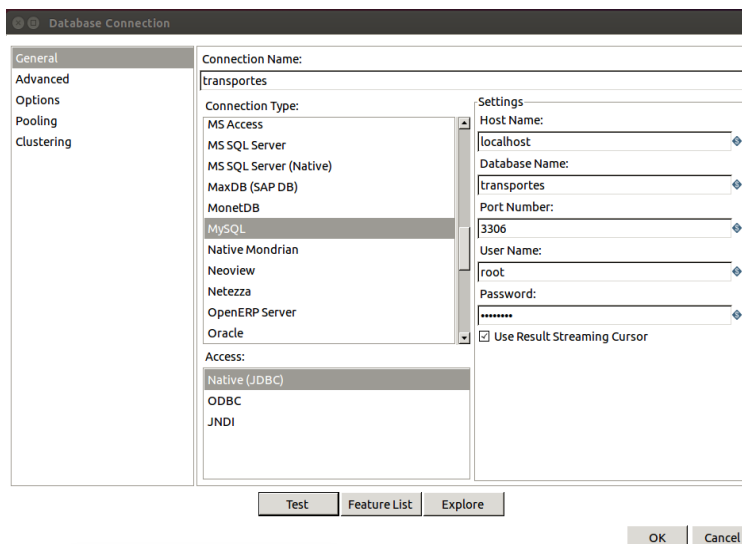 Database Connection
General
Advanced
Options
Pooling
Clustering
Connection Name:
transportes
Connection Type:
MS Access
MS SQL Server
MS SQL Server (Native)
MaxDB (SAP DB)
MonetDB
MySQL
Native Mondrian
Neoview
Netezza
OpenERP Server
Oracle
Access:
Native (JDBC)
ODBC
JNDI
Settings
Host Name:
localhost
Database Name:
transportes
Port Number:
3306
User Name:
root
Password:
••••••••
Use Result Streaming Cursor
Test Feature List Explore
OK Cancel